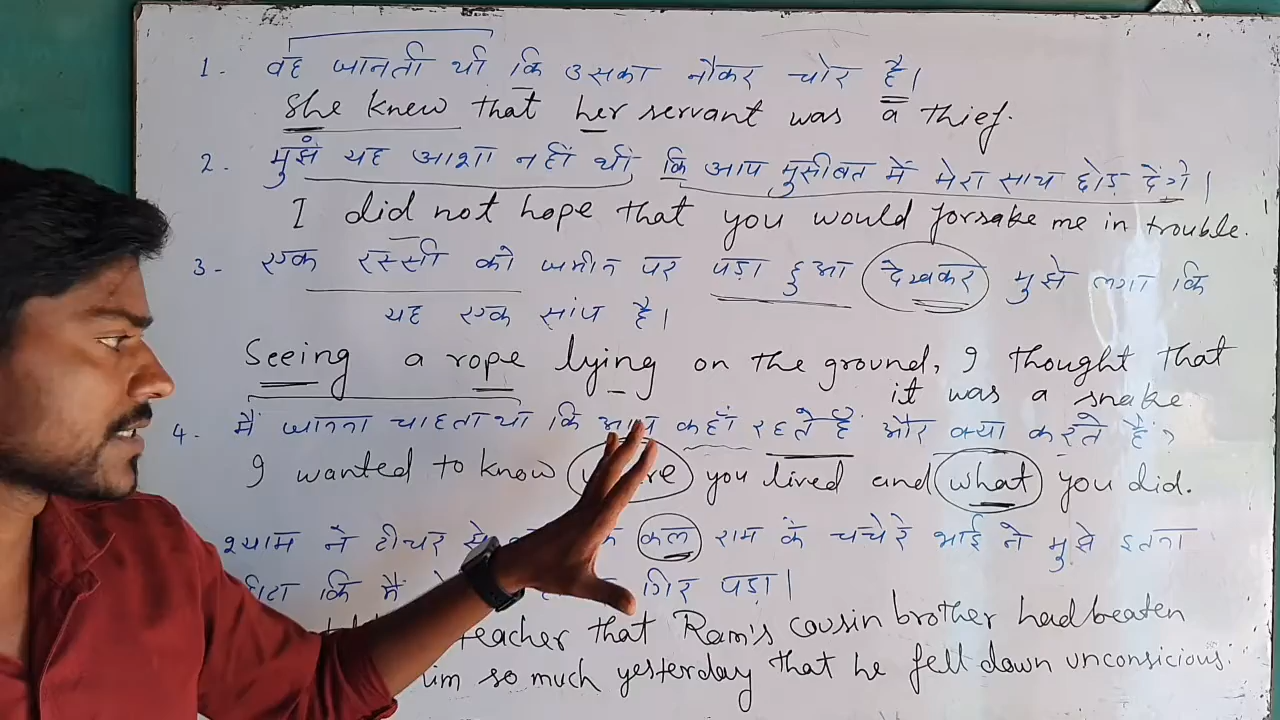 1. वह जानती थी कि उसका नौकर चोर है।
She knew that her servant was a thief.
2. मुझे यह आशा नहीं थी कि आप मुसीबत में मेरा साथ छोड़ देंगे।
I did not hope that you would forsake me in trouble.
3. एक रस्सी को जमीन पर पड़ा हुआ देखकर मुझे लगा कि
यह एक सांप है।
Seeing a rope lying on the ground, I thought that
it was a snake.
4. मैं जानना चाहता था कि आप कहाँ रहते हैं और क्या करते हैं?
I wanted to know you lived and what you did.
श्याम ने टीचर से कल राम के चचेरे भाई ने मुझे इतना
कि मैं गिर पड़ा।
teacher that Ram's cousin brother had beaten
so much yesterday that he fell down unconsicious.